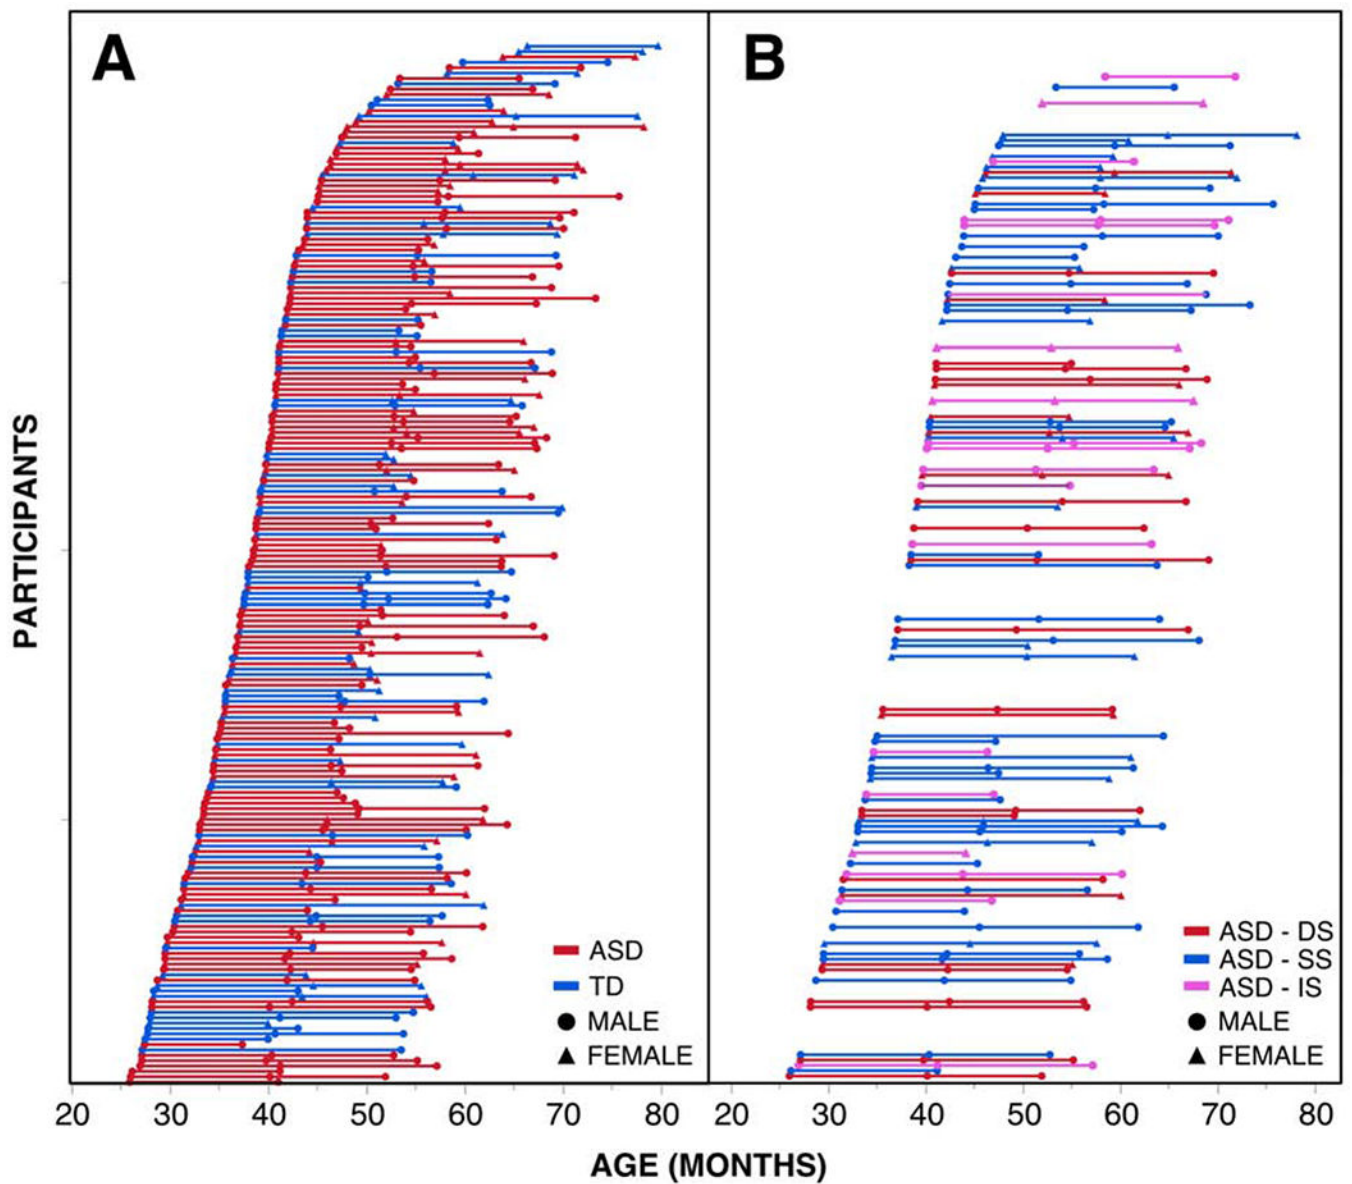 A
B
PARTICIPANTS
ASD
TD
MALE
FEMALE
ASD - DS
ASD - SS
ASD - IS
MALE
FEMALE
20 30 40 50 60 70 80
20 30 40 50 60 70 80
AGE (MONTHS)